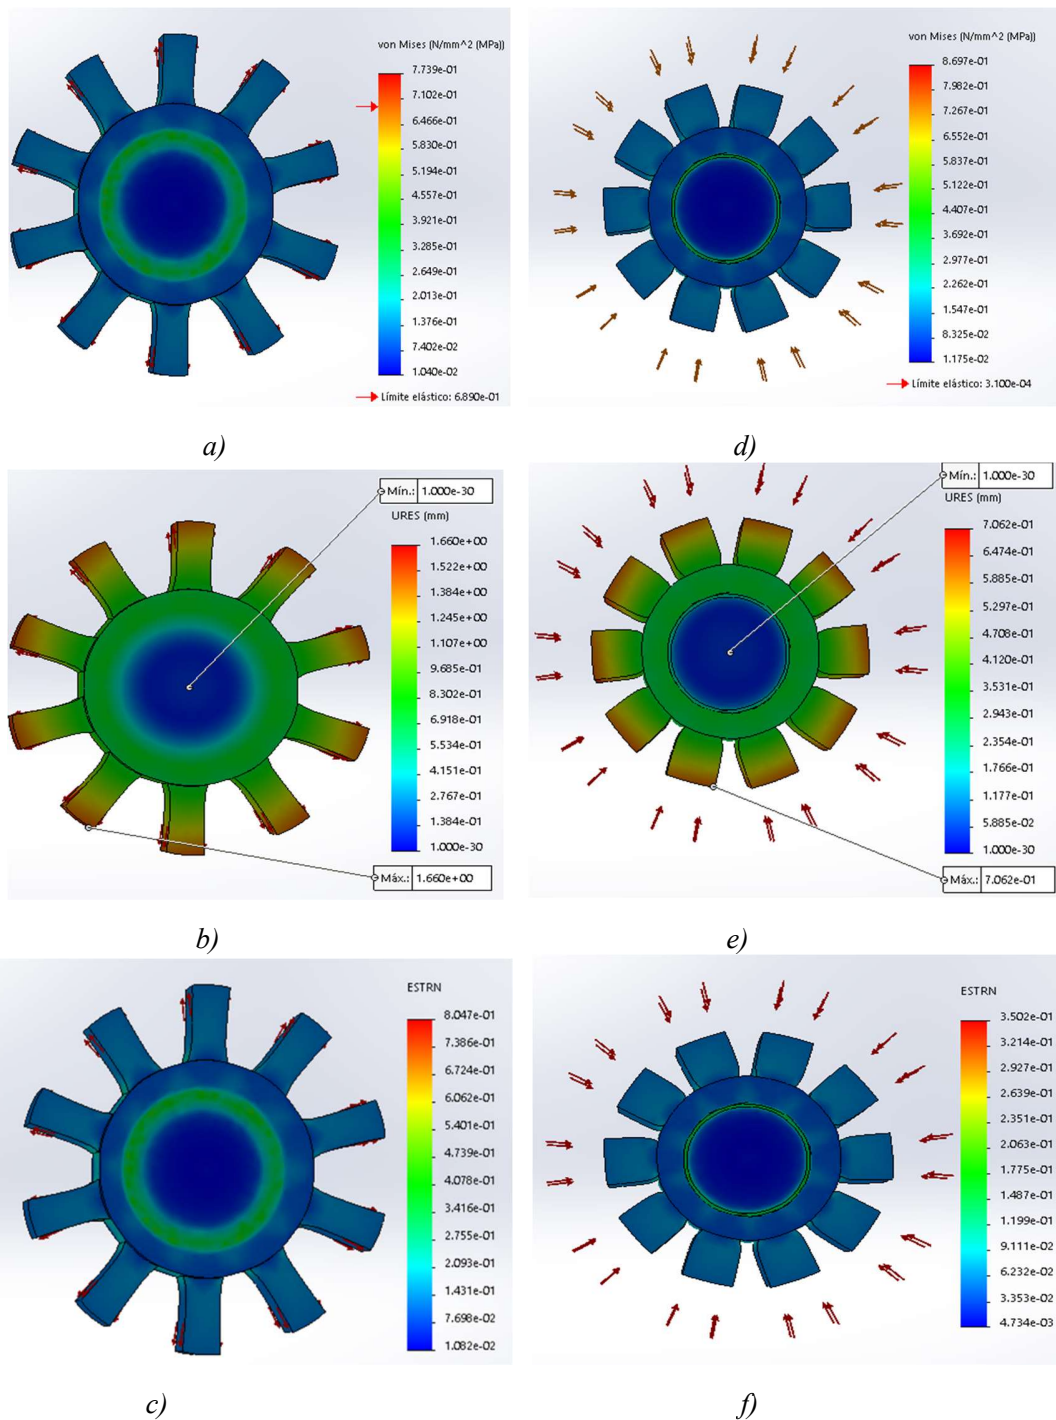 von Mises (N/mm^2 (MPa))
7.739e-01
7.102e-01
6.466e-01
5.830e-01
5.194e-01
4.557e-01
3.921e-01
3.285e-01
2.649e-01
2.013e-01
1.376e-01
7.402e-02
1.040e-02
Límite elástico: 6.890e-01
a)
von Mises (N/mm^2 (MPa))
8.697e-01
7.982e-01
7.267e-01
6.552e-01
5.837e-01
5.122e-01
4.407e-01
3.692e-01
2.977e-01
2.262e-01
1.547e-01
8.325e-02
1.175e-02
Límite elástico: 3.100e-04
d)
Mín.: 1.000e-30
URES (mm)
1.660e+00
1.522e+00
1.384e+00
1.245e+00
1.107e+00
9.685e-01
8.302e-01
6.918e-01
5.534e-01
4.151e-01
2.767e-01
1.384e-01
1.000e-30
Máx.: 1.660e+00
b)
Mín.: 1.000e-30
URES (mm)
7.062e-01
6.474e-01
5.885e-01
5.297e-01
4.708e-01
4.120e-01
3.531e-01
2.943e-01
2.354e-01
1.766e-01
1.177e-01
5.885e-02
1.000e-30
Máx.: 7.062e-01
e)
ESTRN
8.047e-01
7.386e-01
6.724e-01
6.062e-01
5.401e-01
4.739e-01
4.078e-01
3.416e-01
2.755e-01
2.093e-01
1.431e-01
7.698e-02
1.082e-02
c)
ESTRN
3.502e-01
3.214e-01
2.927e-01
2.639e-01
2.351e-01
2.063e-01
1.775e-01
1.487e-01
1.199e-01
9.111e-02
6.232e-02
3.353e-02
4.734e-03
f)